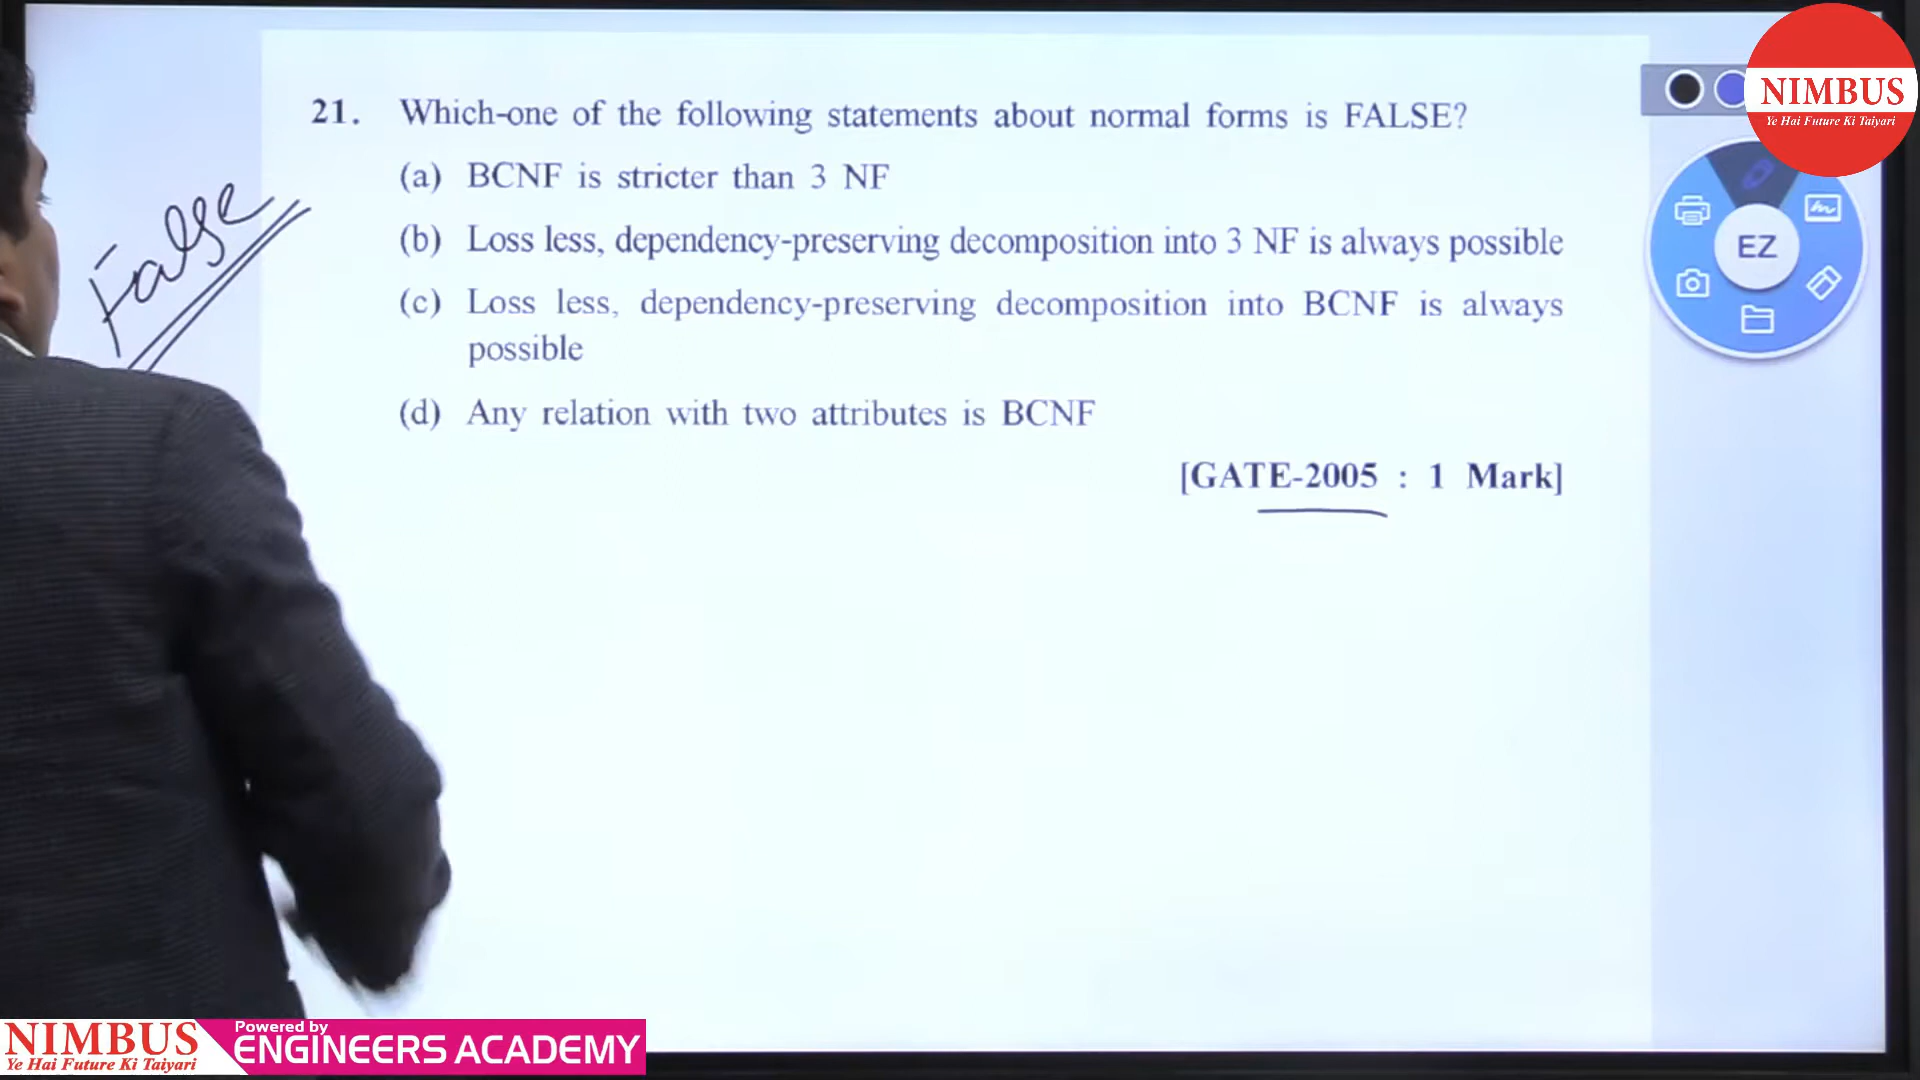 NIMBUS
Ye Hai Future Ki Taiyari
21. Which-one of the following statements about normal forms is FALSE?
(a) BCNF is stricter than 3 NF
(b) Loss less, dependency-preserving decomposition into 3 NF is always possible
(c) Loss less, dependency-preserving decomposition into BCNF is always
possible
(d) Any relation with two attributes is BCNF
[GATE-2005 : 1 Mark]
False
EZ
NIMBUS
Ye Hai Future Ki Taiyari
Powered by
ENGINEERS ACADEMY